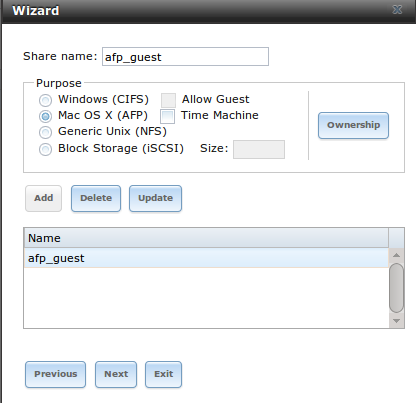 Wizard
Share name: afp_guest
Purpose
Windows (CIFS) Allow Guest
Mac OS X (AFP) Time Machine
Generic Unix (NFS)
Block Storage (iSCSI) Size:
Ownership
Add Delete Update
Name
afp_guest
Previous Next Exit